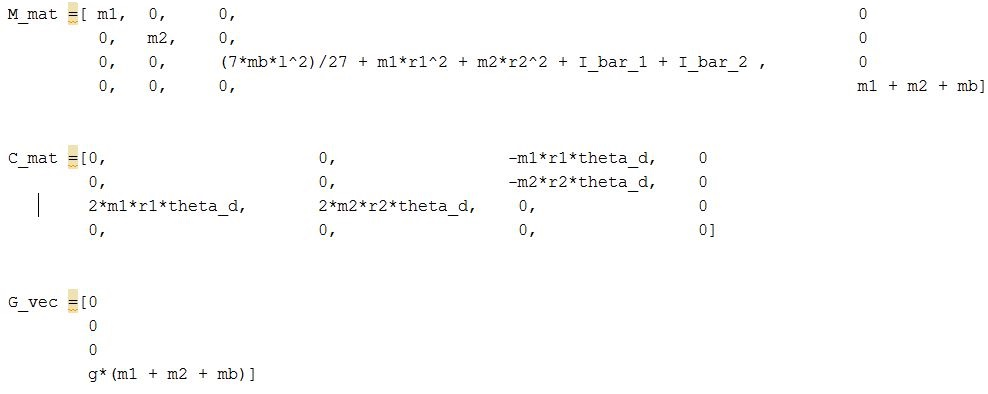 M_mat =[ m1, 0, 0, 0
0, m2, 0, 0
0, 0, (7*mb*l^2)/27 + m1*r1^2 + m2*r2^2 + I_bar_1 + I_bar_2 , 0
0, 0, 0, m1 + m2 + mb]
C_mat =[0, 0, -m1*r1*theta_d, 0
0, 0, -m2*r2*theta_d, 0
2*m1*r1*theta_d, 2*m2*r2*theta_d, 0, 0
0, 0, 0, 0]
G_vec =[0
0
0
g*(m1 + m2 + mb)]